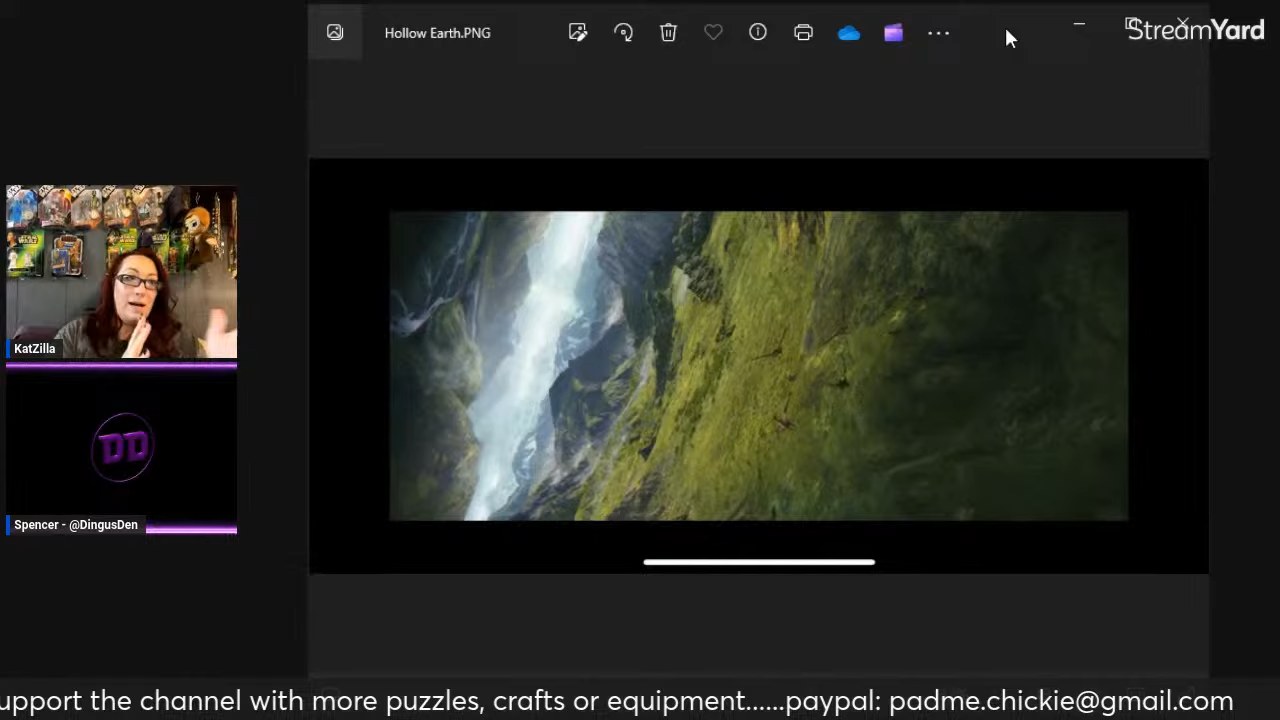 Hollow Earth.PNG
StreamYard
KatZilla
DD
Spencer - @DingusDen
upport the channel with more puzzles, crafts or equipment......paypal: padme.chickie@gmail.com